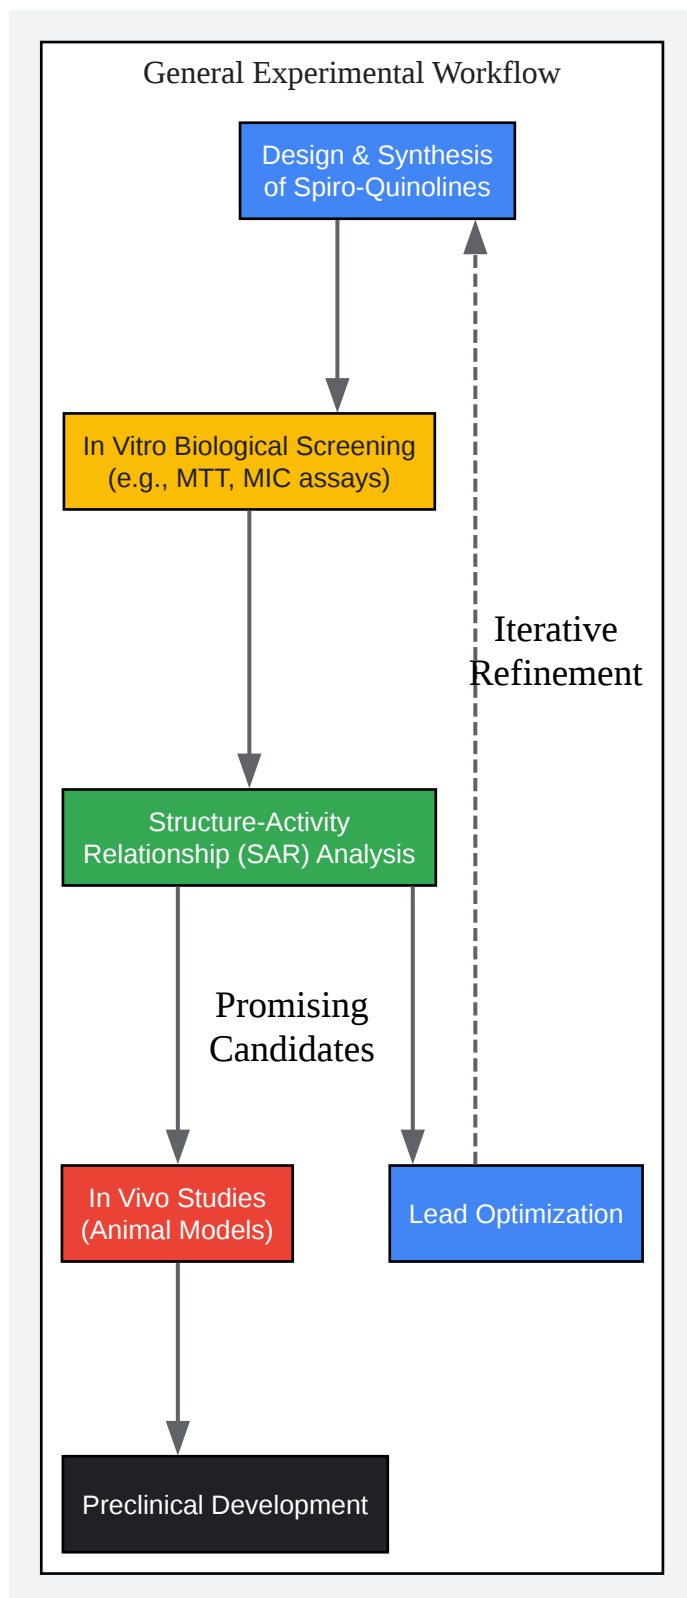 General Experimental Workflow
Design & Synthesis
of Spiro-Quinolines
In Vitro Biological Screening
(e.g., MTT, MIC assays)
Iterative
Refinement
Structure-Activity
Relationship (SAR) Analysis
Promising
Candidates
In Vivo Studies
(Animal Models)
Lead Optimization
Preclinical Development